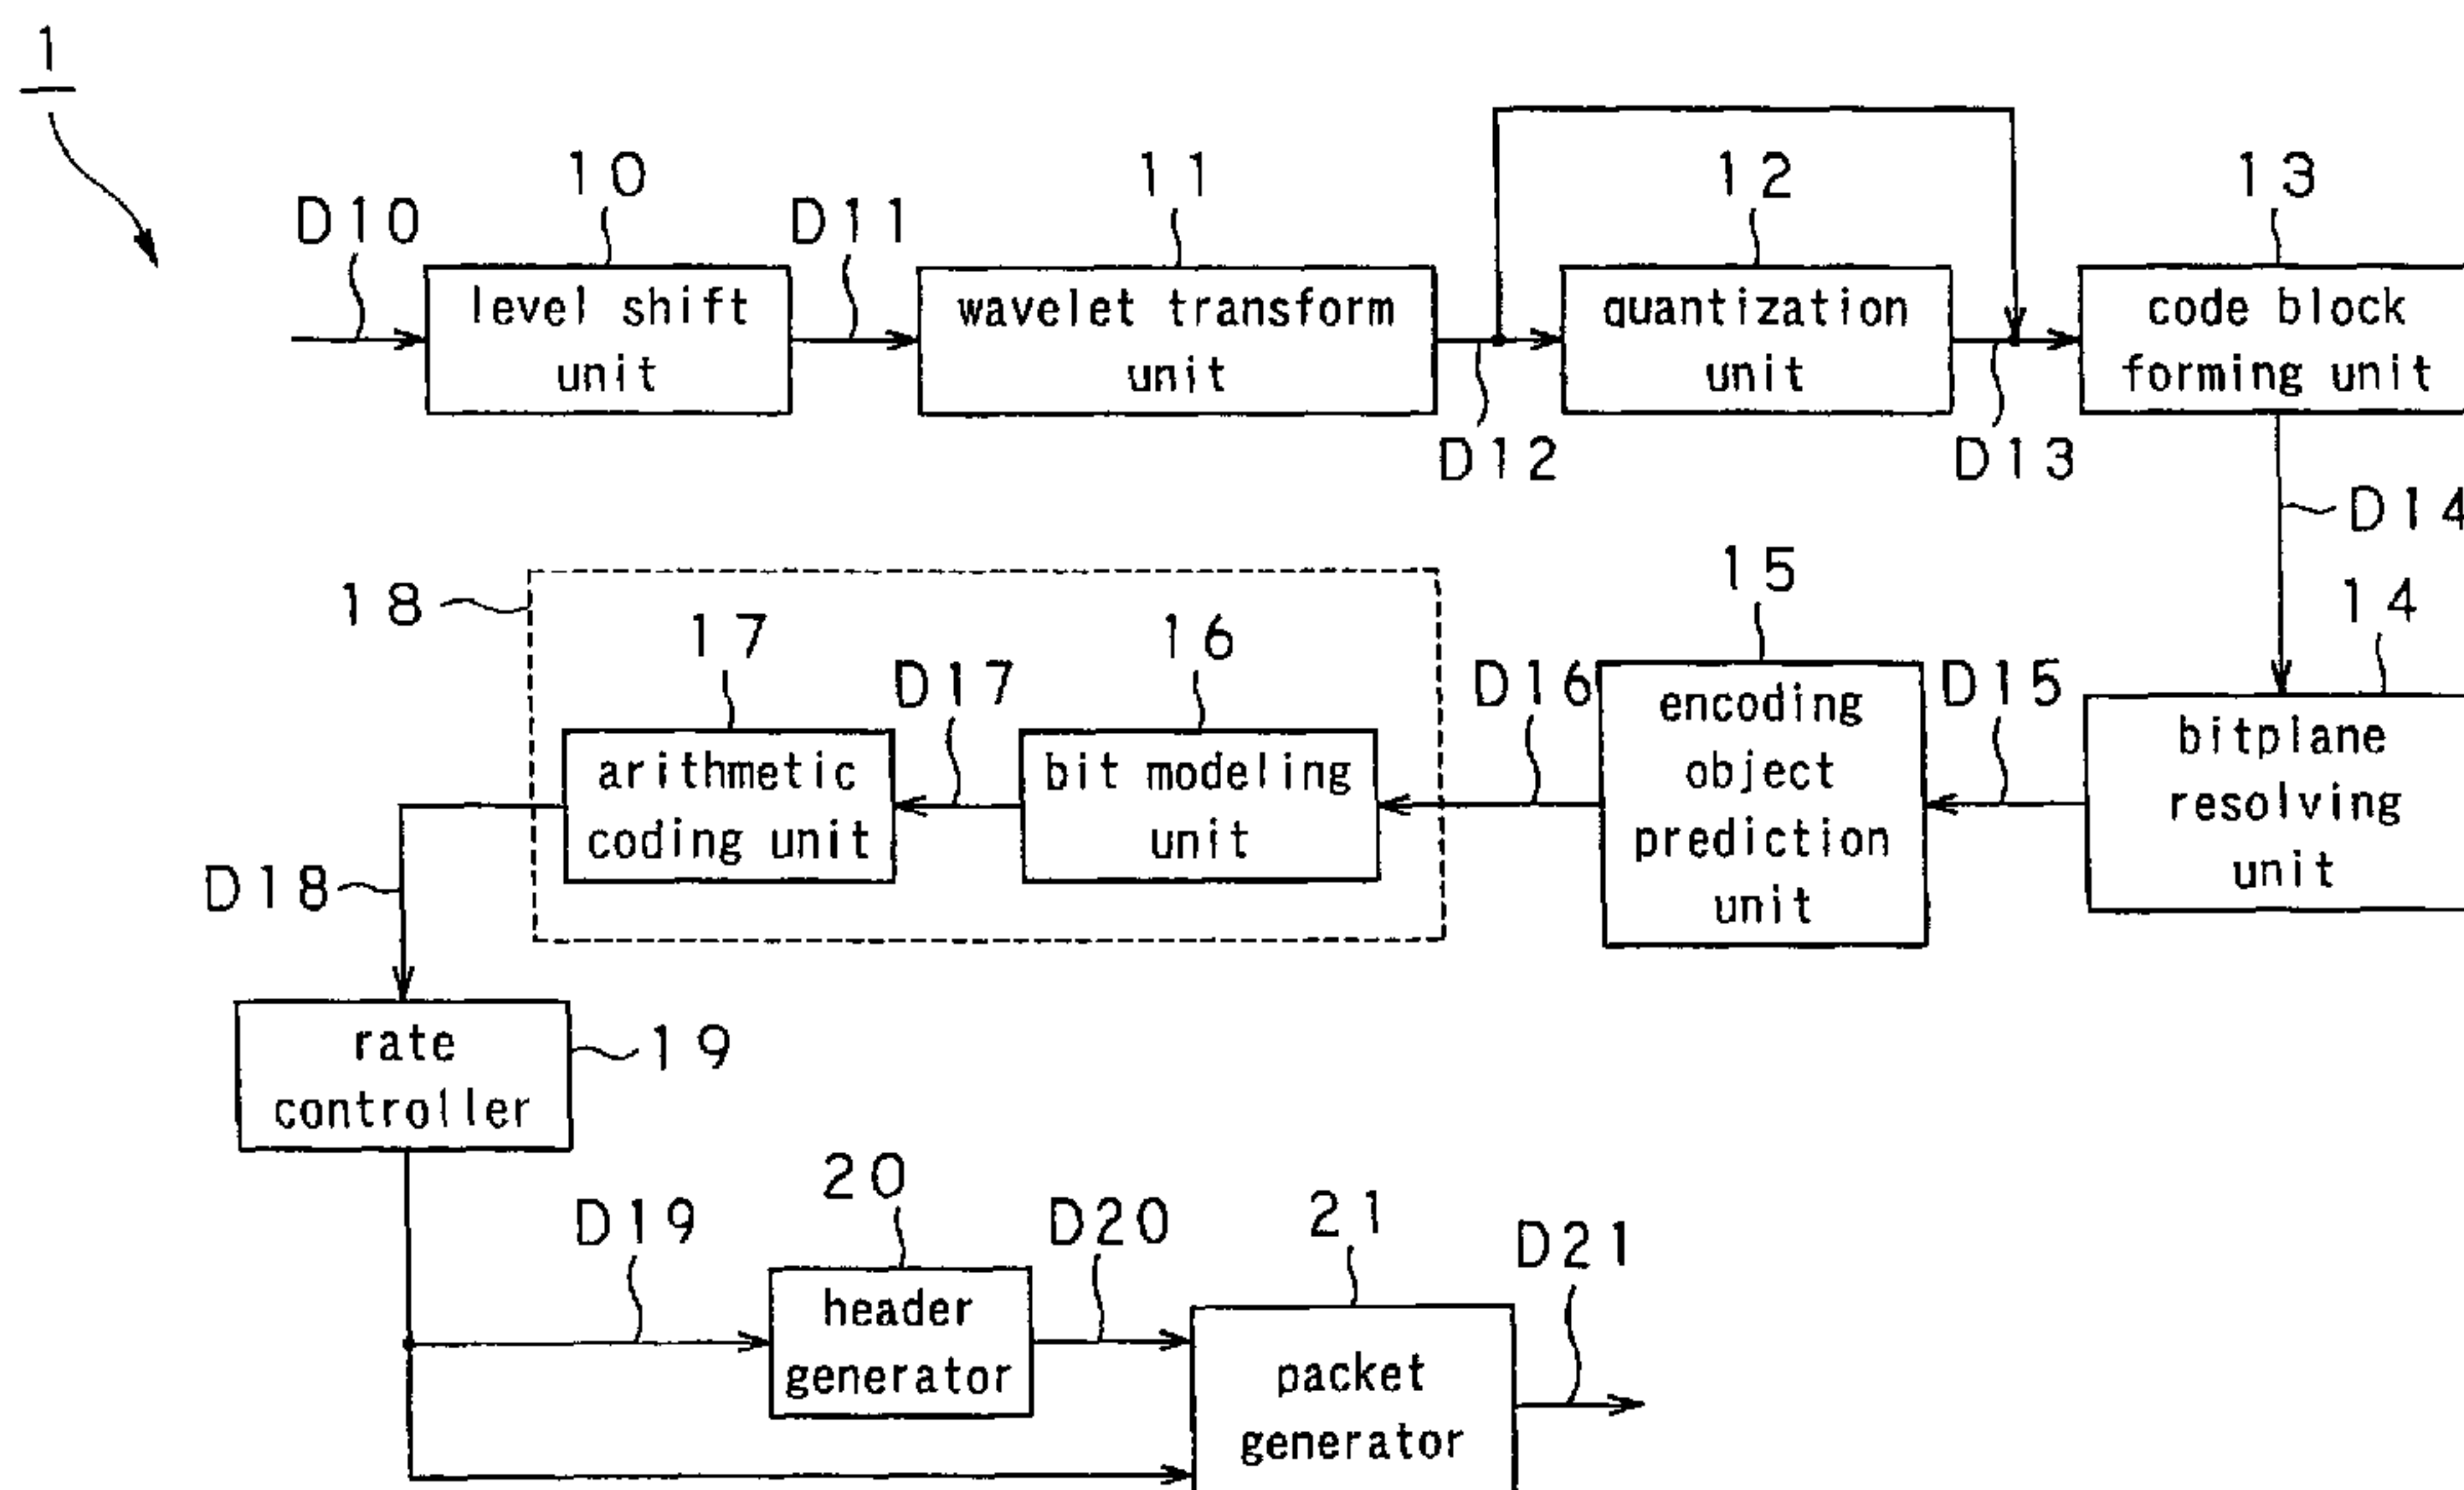 1
10
11
12
13
D10
D11
level shift
unit
wavelet transform
unit
quantization
unit
code block
forming unit
D12
D13
D14
18
17
16
15
14
D17
D16
D15
arithmetic
coding unit
bit modeling
unit
encoding
object
prediction
unit
bitplane
resolving
unit
D18
rate
controller
19
20
21
D19
D20
D21
header
generator
packet
generator